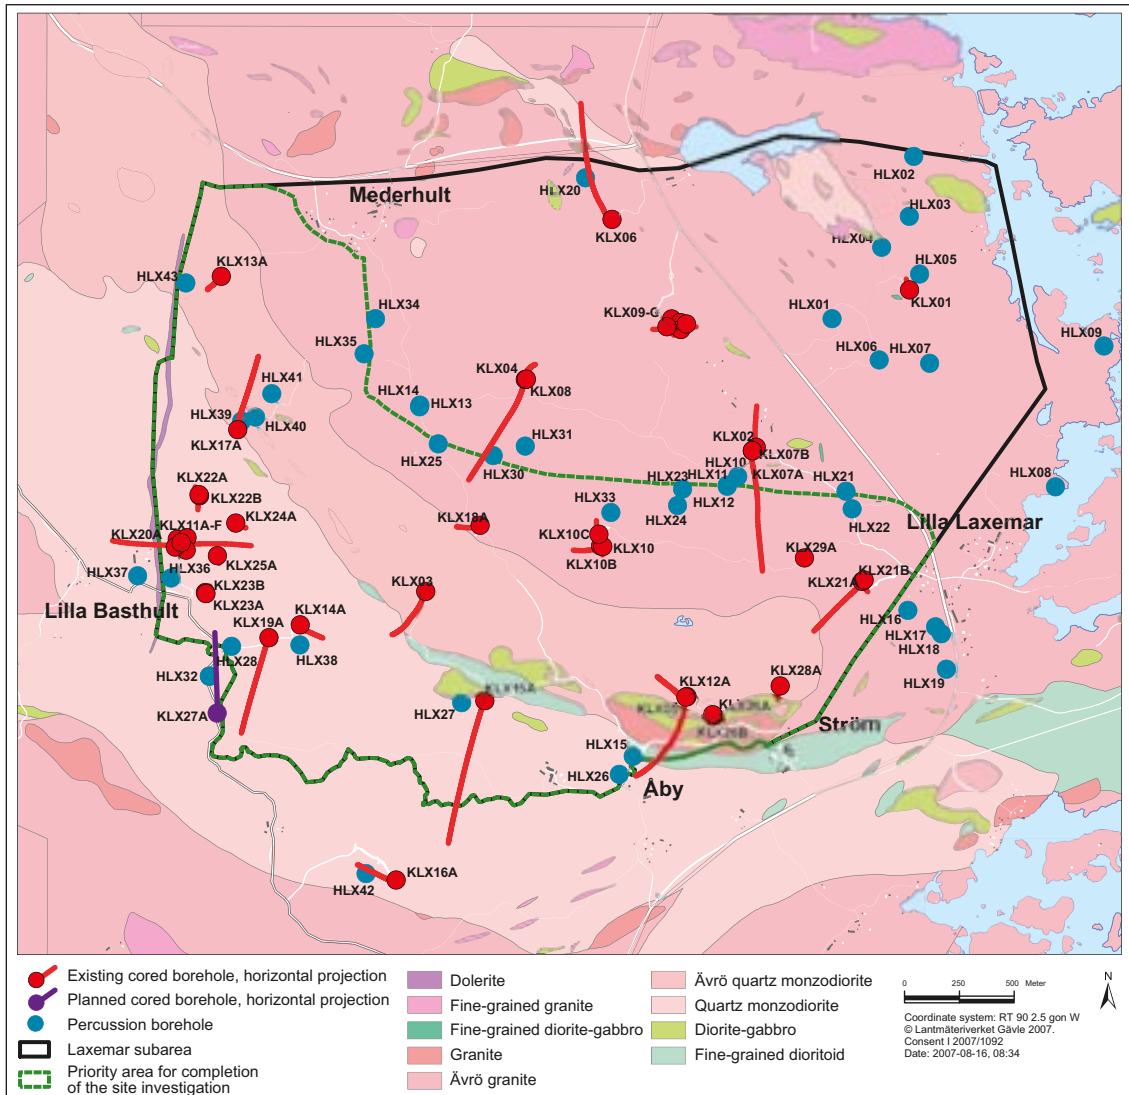 HLX02
HLX20
Mederhult
HLX03
KLX06
HLX04
KLX13A
HLX05
HLX43
KLX01
HLX34
HLX01
KLX09-G
HLX09
HLX35
HLX06
HLX07
KLX04
HLX41
KLX08
HLX14
HLX13
HLX39
HLX40
KLX17A
HLX31
KLX02
KLX07B
HLX25
HLX30
HLX10
KLX22A
HLX23
HLX11
KLX07A
HLX21
HLX08
KLX22B
HLX33
HLX12
HLX24
HLX22
Lilla Laxemar
KLX24A
KLX18A
KLX11A-F
KLX20A
KLX10C
KLX10
KLX29A
KLX10B
KLX25A
HLX36
HLX37
KLX21B
KLX21A
KLX23B
KLX03
Lilla Basthult
KLX23A
KLX14A
HLX16
KLX19A
HLX17
HLX18
HLX28
HLX38
HLX32
KLX28A
HLX19
KLX15A
KLX12A
HLX27
KLX27A
KLX26B
Ström
HLX15
HLX26
Åby
KLX16A
HLX42
Existing cored borehole, horizontal projection
Planned cored borehole, horizontal projection
Percussion borehole
Laxemar subarea
Priority area for completion
of the site investigation
Dolerite
Fine-grained granite
Fine-grained diorite-gabbro
Granite
Ävrö granite
Ävrö quartz monzodiorite
Quartz monzodiorite
Diorite-gabbro
Fine-grained dioritoid
N
0 250 500 Meter
Coordinate system: RT 90 2.5 gon W
© Lantmäteriverket Gävle 2007.
Consent I 2007/1092
Date: 2007-08-16, 08:34